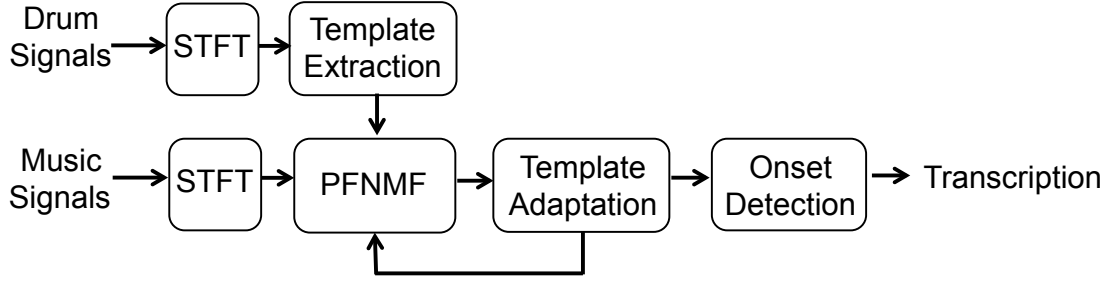 Drum
Signals
STFT
Template
Extraction
Music
Signals
STFT
PFNMF
Template
Adaptation
Onset
Detection
Transcription